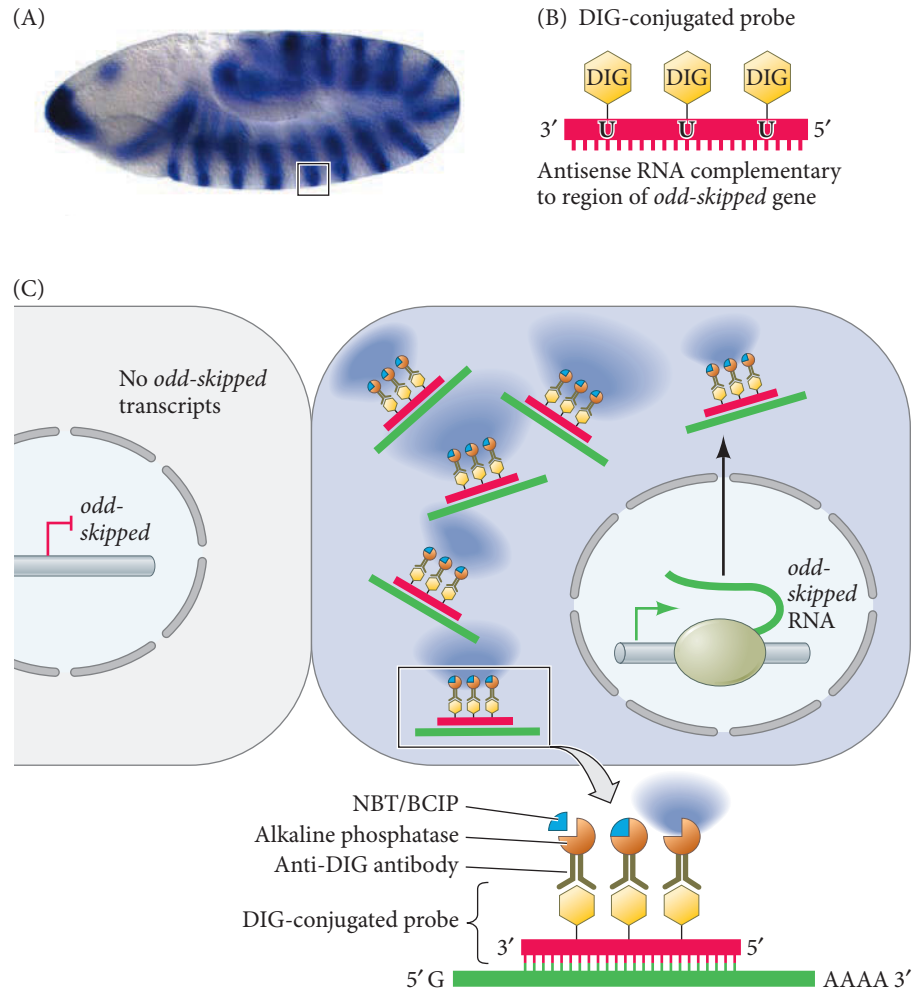 (A)
(B) DIG-conjugated probe
DIG DIG DIG
3′ U U U 5′
Antisense RNA complementary
to region of odd-skipped gene
(C)
No odd-skipped
transcripts
odd-
skipped
odd-
skipped
RNA
NBT/BCIP
Alkaline phosphatase
Anti-DIG antibody
DIG-conjugated probe
3′ 5′
5′ G AAAA 3′